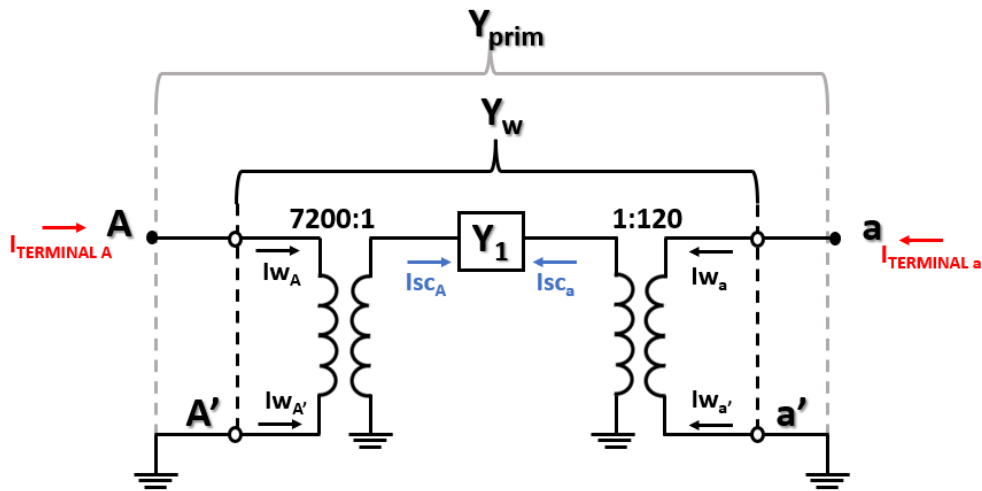 Yprim
Yw
7200:1
1:120
A
a
ITERMINAL A
ITERMINAL a
Y1
IwA
IscA
Isca
Iwa
IwA'
Iwa'
A'
a'